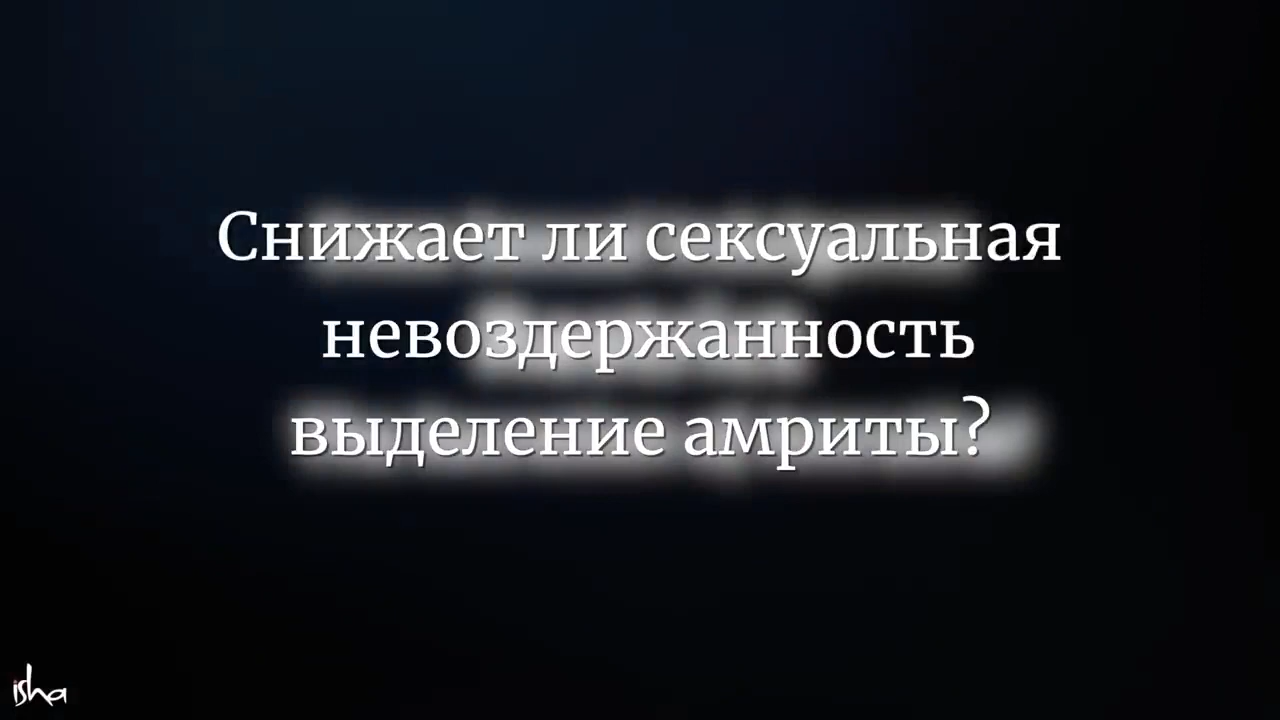 Снижает ли сексуальная
невоздержанность
выделение амриты?
isha